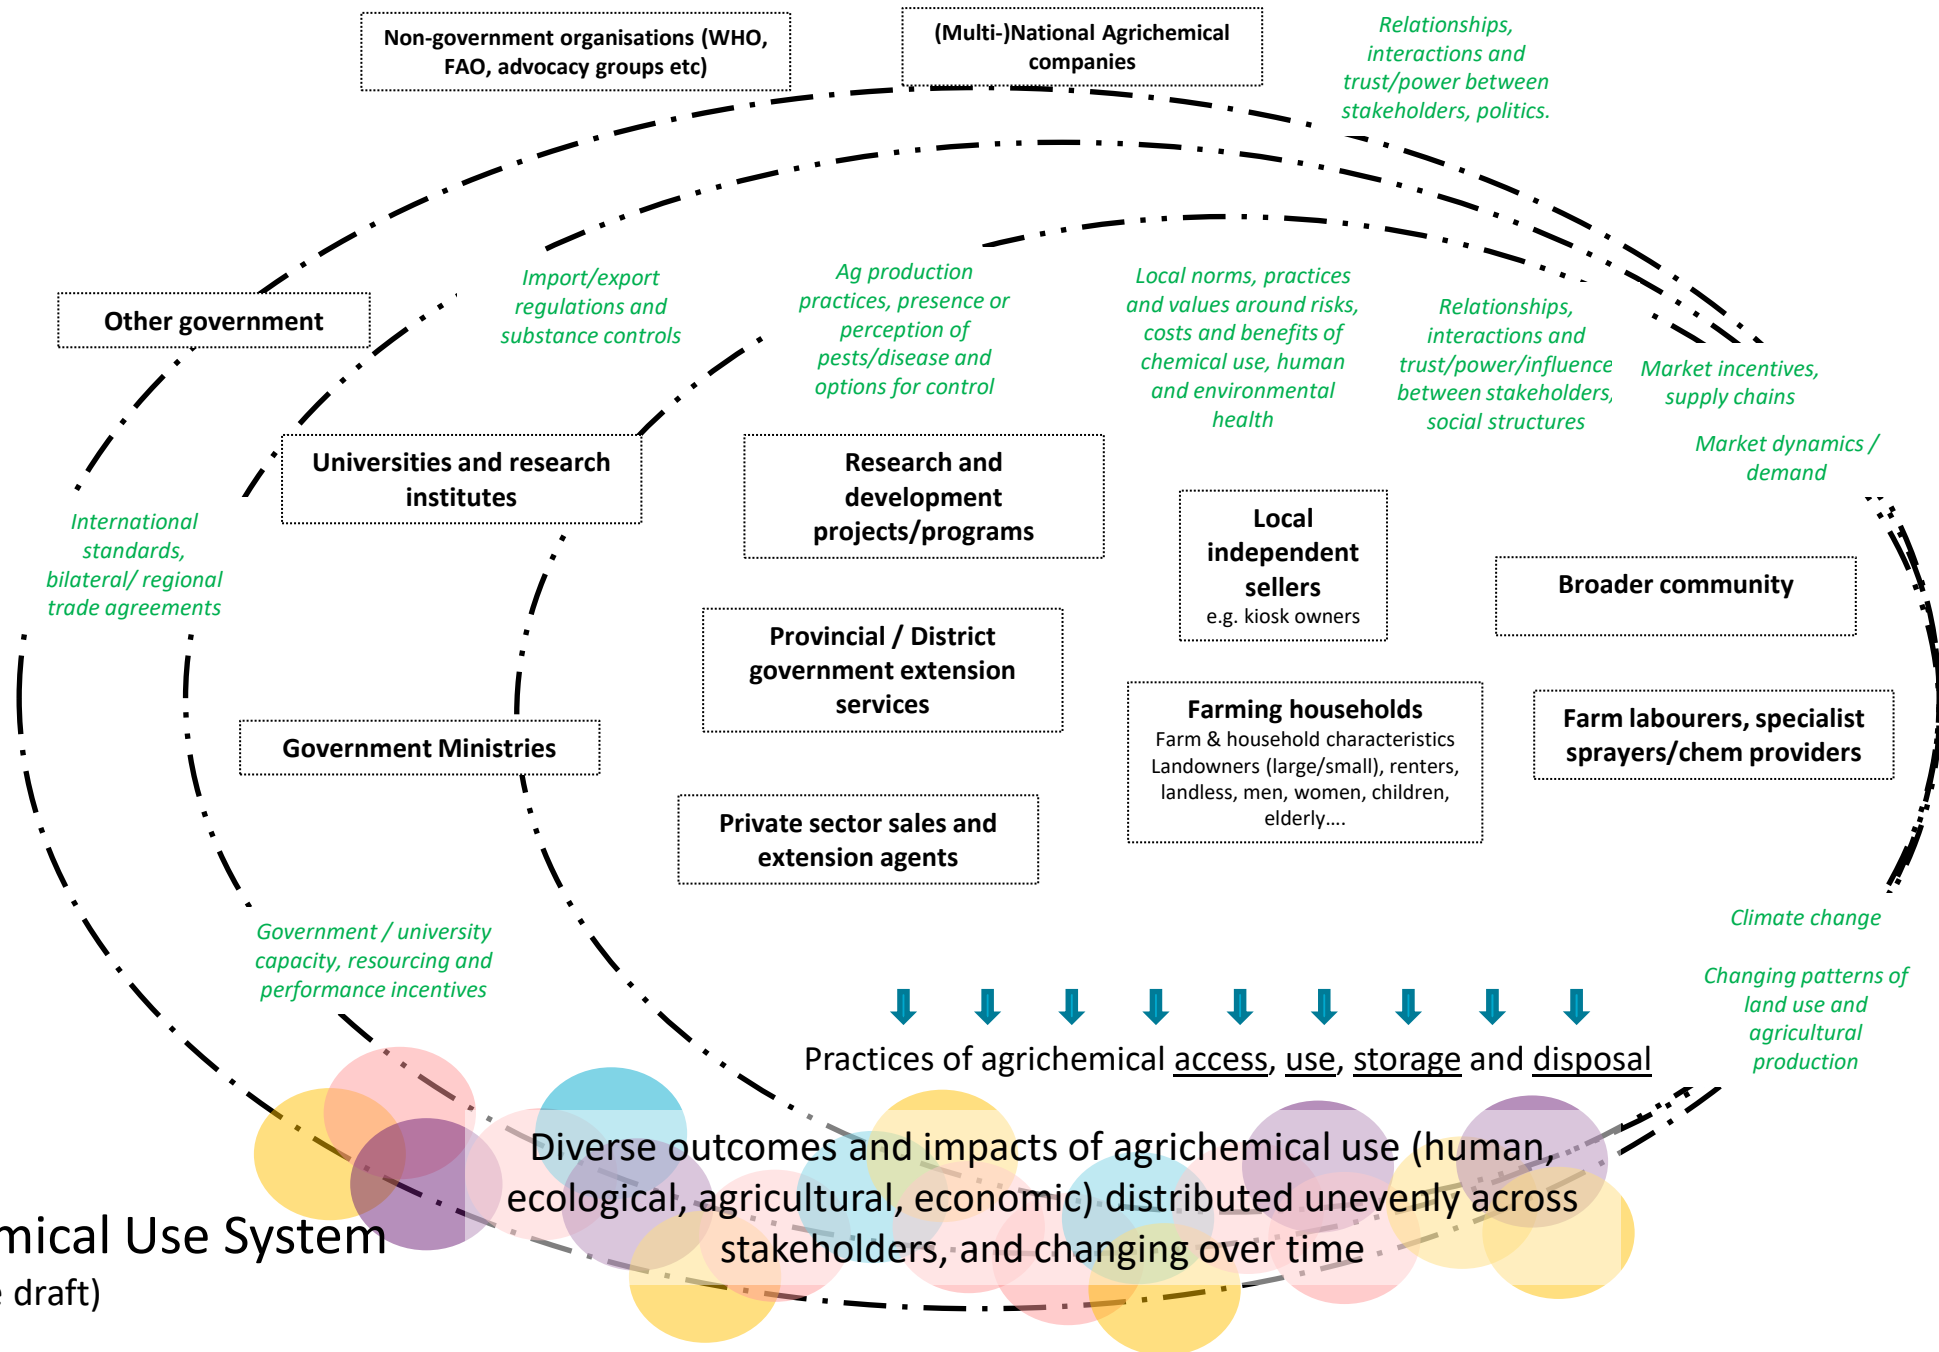 Non-government organisations (WHO,
FAO, advocacy groups etc)
(Multi-)National Agrichemical
companies
Relationships,
interactions and
trust/power between
stakeholders, politics.
Other government
Import/export
regulations and
substance controls
Ag production
practices, presence or
perception of
pests/disease and
options for control
Local norms, practices
and values around risks,
costs and benefits of
chemical use, human
and environmental
health
Relationships,
interactions and
trust/power/influence
between stakeholders,
social structures
Market incentives,
supply chains
Market dynamics /
demand
Universities and research
institutes
Research and
development
projects/programs
Local
independent
sellers
e.g. kiosk owners
Broader community
International
standards,
bilateral/ regional
trade agreements
Provincial / District
government extension
services
Government Ministries
Farming households
Farm & household characteristics
Landowners (large/small), renters,
landless, men, women, children,
elderly....
Farm labourers, specialist
sprayers/chem providers
Private sector sales and
extension agents
Government / university
capacity, resourcing and
performance incentives
Climate change
Changing patterns of
land use and
agricultural
production
Practices of agrichemical access, use, storage and disposal
Diverse outcomes and impacts of agrichemical use (human,
ecological, agricultural, economic) distributed unevenly across
stakeholders, and changing over time
mical Use System
draft)